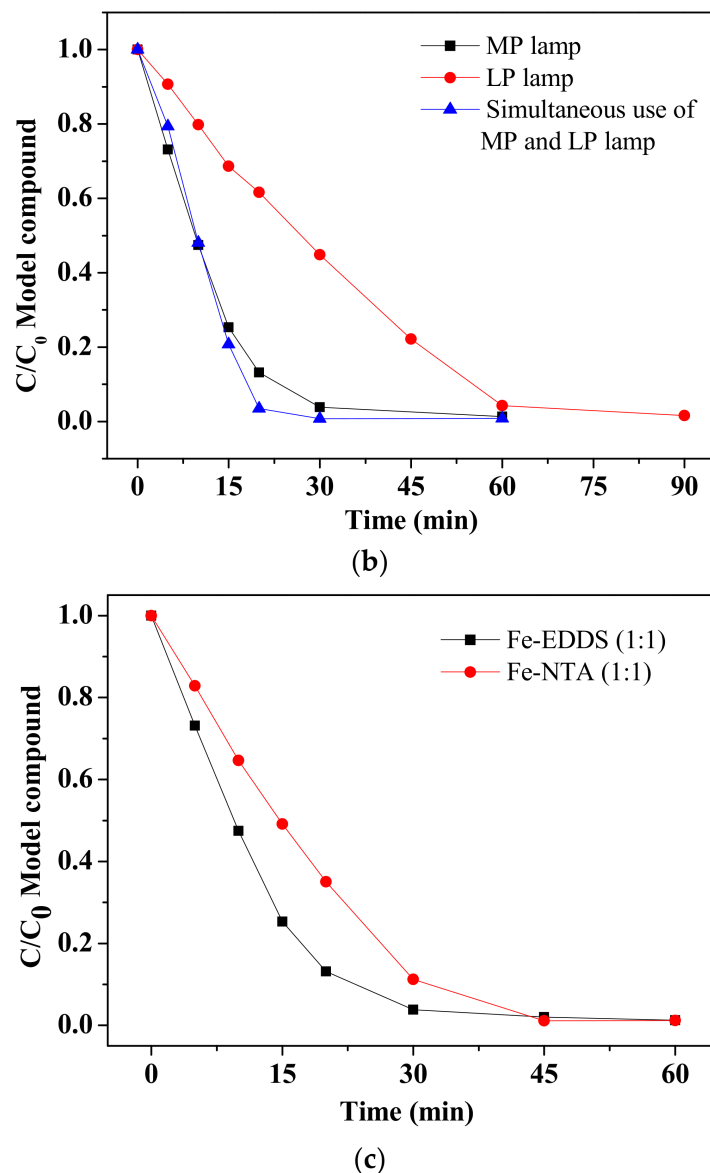 1.0
0.8
0.6
0.4
0.2
0.0
C/C₀ Model compound
MP lamp
LP lamp
Simultaneous use of
MP and LP lamp
0 15 30 45 60 75 90
Time (min)
(b)
1.0
0.8
0.6
0.4
0.2
0.0
C/C0 Model compound
Fe-EDDS (1:1)
Fe-NTA (1:1)
0 15 30 45 60
Time (min)
(c)